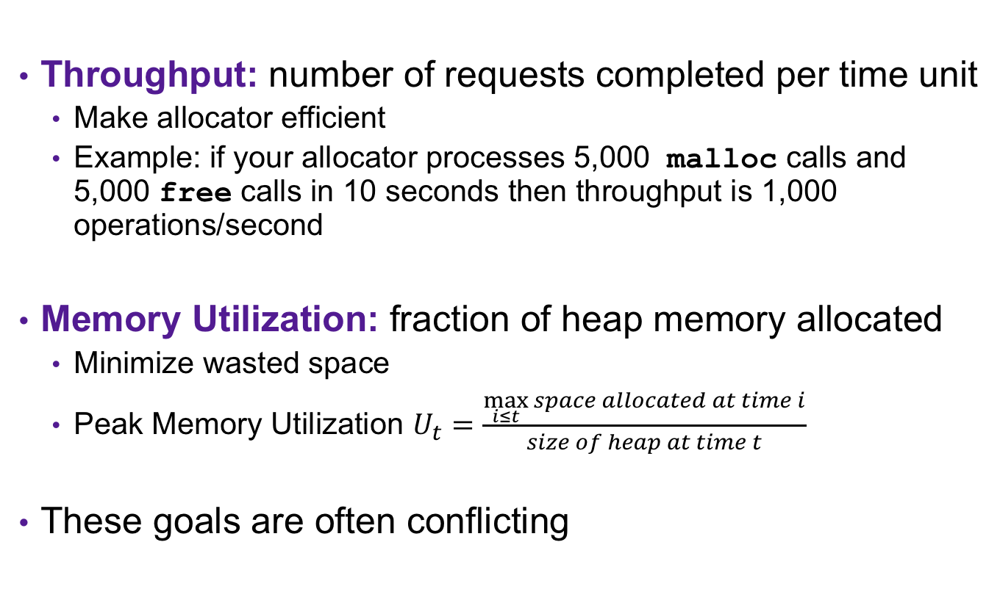 • Throughput: number of requests completed per time unit
• Make allocator efficient
• Example: if your allocator processes 5,000 malloc calls and
5,000 free calls in 10 seconds then throughput is 1,000
operations/second
• Memory Utilization: fraction of heap memory allocated
• Minimize wasted space
• Peak Memory Utilization U_t = \frac{\max_{i≤t} space allocated at time i}{size of heap at time t}
• These goals are often conflicting